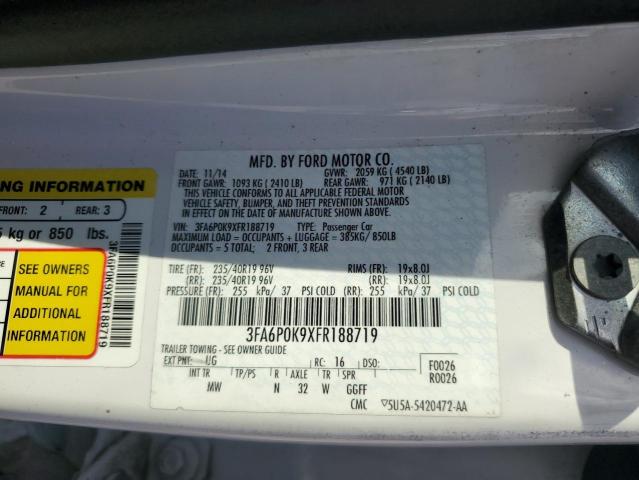 NG INFORMATION
FRONT: 2 REAR: 3
5 kg or 850 lbs.
SEE OWNERS
MANUAL FOR
ADDITIONAL
INFORMATION
3FA6P0K9XFR188719
MFD. BY FORD MOTOR CO.
DATE: 11/14 GVWR: 2059 KG ( 4540 LB)
FRONT GAWR: 1093 KG ( 2410 LB) REAR GAWR: 971 KG ( 2140 LB)
THIS VEHICLE CONFORMS TO ALL APPLICABLE FEDERAL MOTOR
VEHICLE SAFETY, BUMPER, AND THEFT PREVENTION STANDARDS
IN EFFECT ON THE DATE OF MANUFACTURE SHOWN ABOVE.
VIN: 3FA6P0K9XFR188719 TYPE: Passenger Car
MAXIMUM LOAD = OCCUPANTS + LUGGAGE = 385KG/850LB
OCCUPANTS = 5 TOTAL: 2 FRONT, 3 REAR
TIRE (FR): 235/40R19 96V RIMS (FR): 19x8.0J
(RR): 235/40R19 96V (RR): 19x8.0J
PRESSURE (FR): 255 kPa/ 37 PSI COLD (RR): 255 kPa/ 37 PSI COLD
3FA6P0K9XFR188719
TRAILER TOWING - SEE OWNER GUIDE
EXT PNT: UG RC: 16 DSO: F0026
R0026
INT TR TP/PS R AXLE TR SPR
MW N 32 W GGFF
CMC 5U5A-5420472-AA